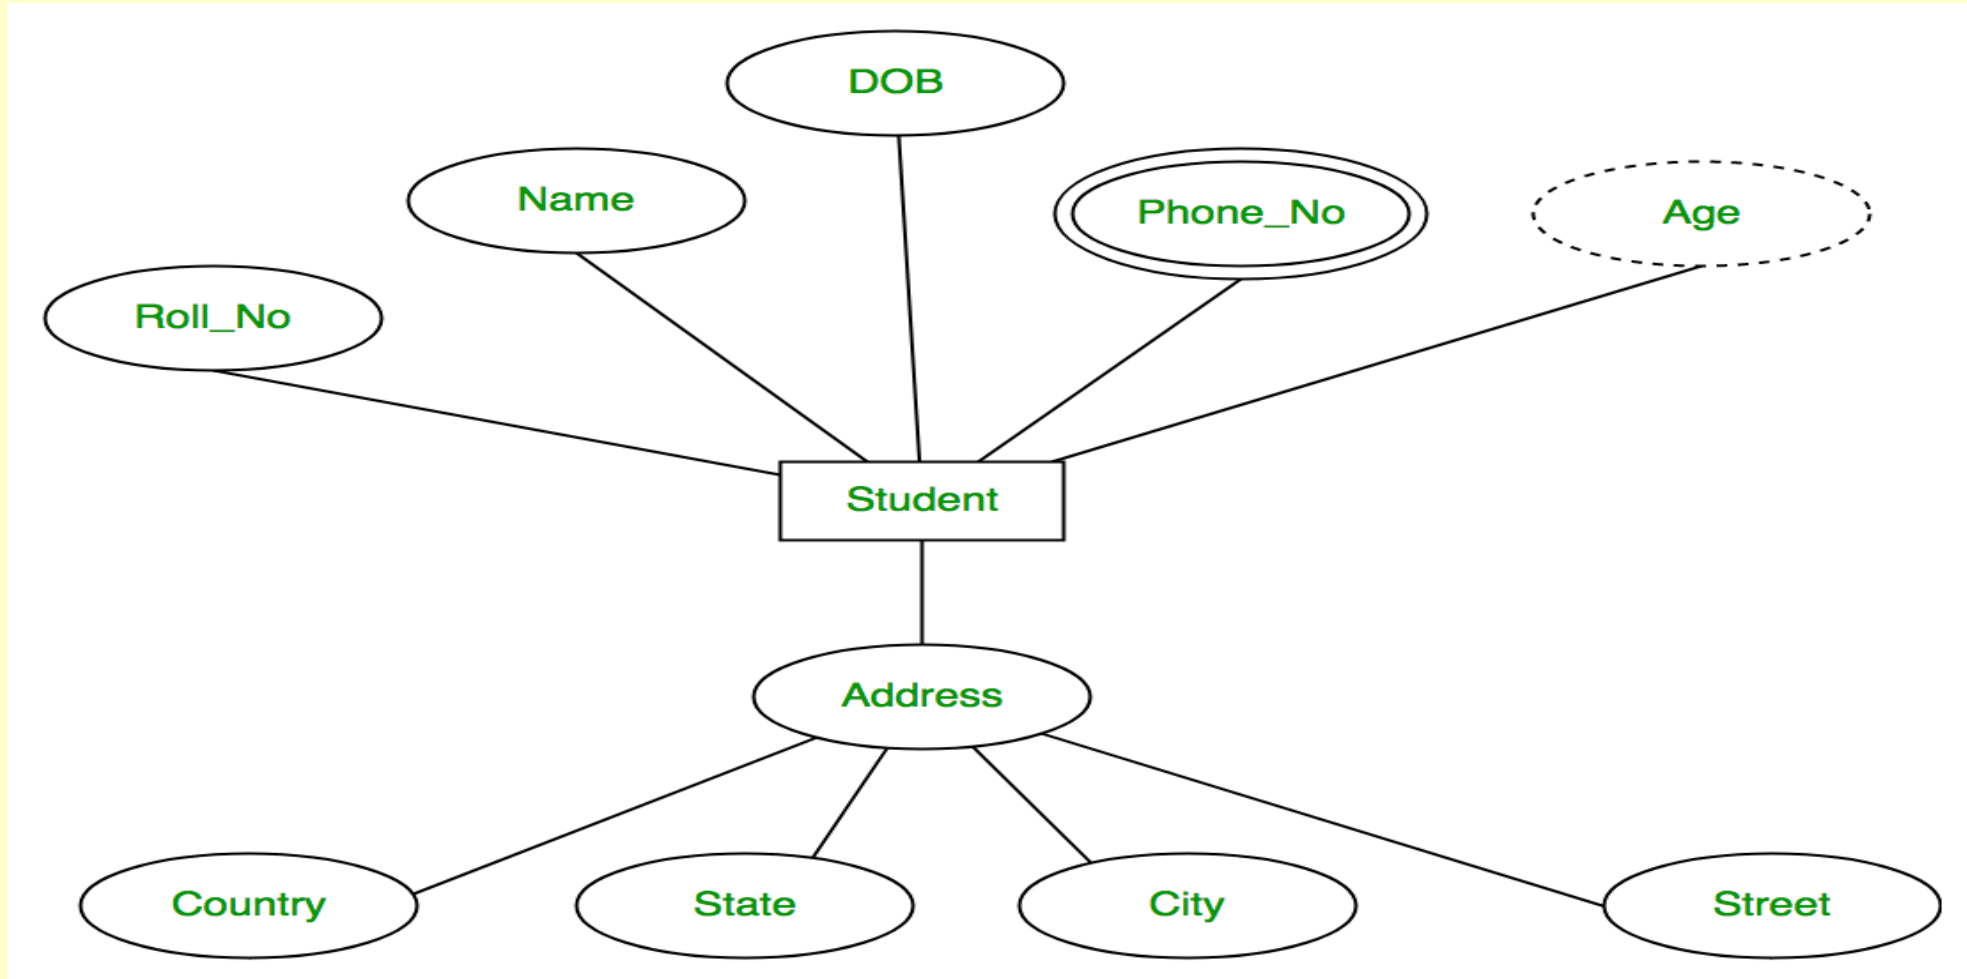 DOB
Name
Phone_No
Age
Roll_No
Student
Address
Country
State
City
Street